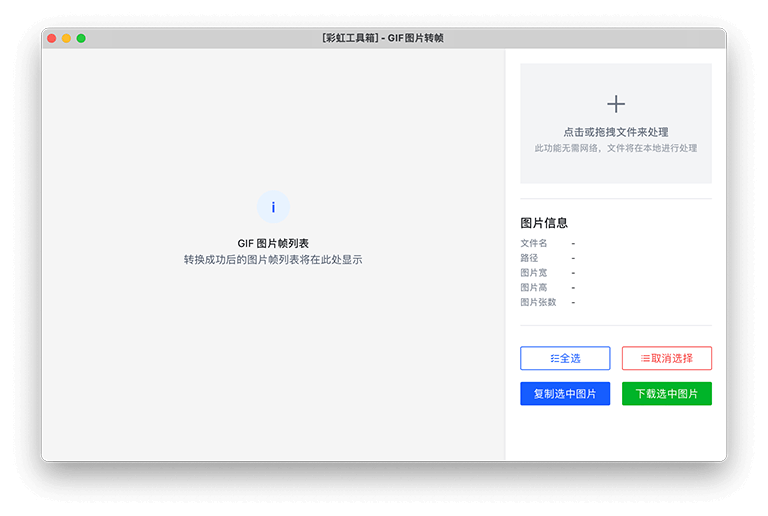 [彩虹工具箱] - GIF图片转帧
i
GIF 图片帧列表
转换成功后的图片帧列表将在此处显示
点击或拖拽文件来处理
此功能无需网络，文件将在本地进行处理
图片信息
文件名 -
路径 -
图片宽 -
图片高 -
图片张数 -
全选
取消选择
复制选中图片
下载选中图片